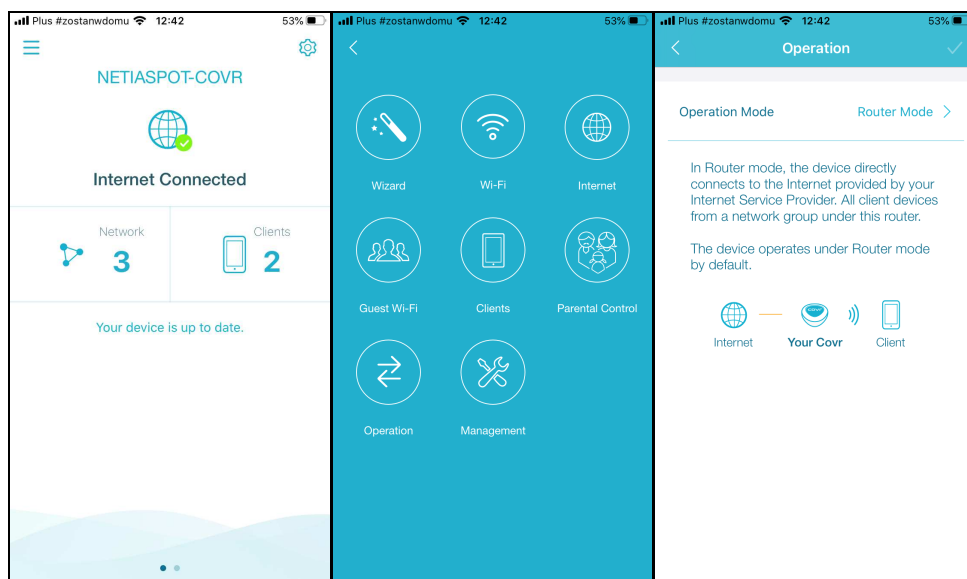 Plus #zostanwdomu 12:42 53%
NETIASPOT-COVR
Internet Connected
Network
3
Clients
2
Your device is up to date.
Plus #zostanwdomu 12:42 53%
Wizard
Wi-Fi
Internet
Guest Wi-Fi
Clients
Parental Control
Operation
Management
Plus #zostanwdomu 12:42 53%
Operation
Operation Mode
Router Mode
In Router mode, the device directly
connects to the Internet provided by your
Internet Service Provider. All client devices
from a network group under this router.
The device operates under Router mode
by default.
Internet
Your Covr
Client